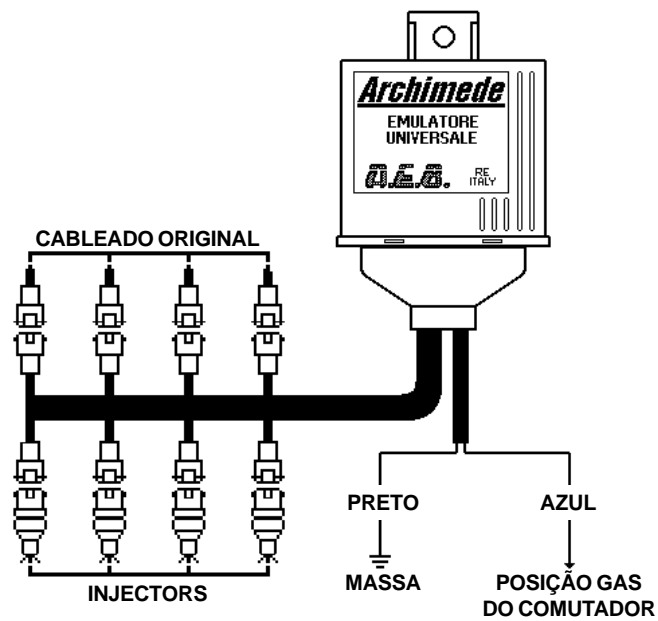 Archimede
EMULATORE
UNIVERSALE
A.E.B.
RE
ITALY
CABLEADO ORIGINAL
PRETO
AZUL
MASSA
POSIÇÃO GAS
DO COMUTADOR
INJECTORS